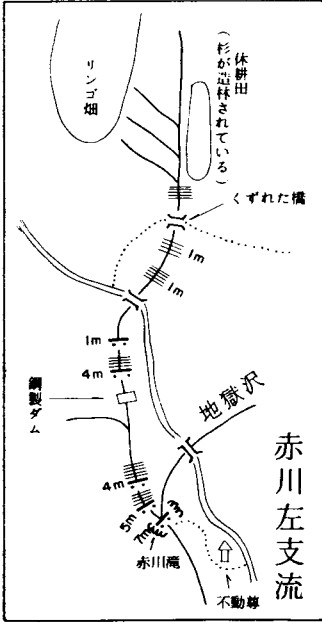 赤川左支流
休耕田
（杉が造林されている）
リンゴ畑
くずれた橋
1m
1m
1m
4m
鋼製ダム
地獄沢
4m
5m
7m
赤川滝
不動尊